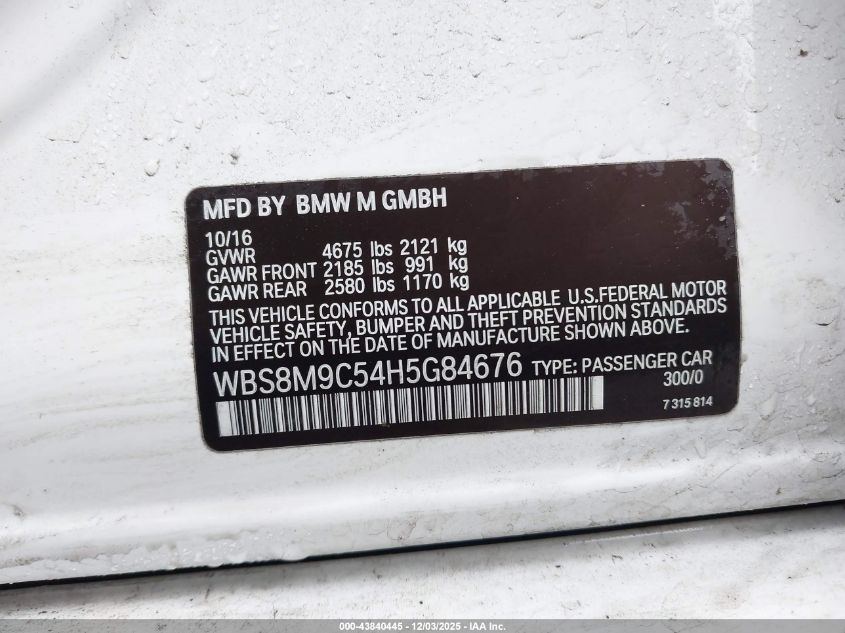 MFD BY BMW M GMBH
10/16
GVWR 4675 lbs 2121 kg
GAWR FRONT 2185 lbs 991 kg
GAWR REAR 2580 lbs 1170 kg
THIS VEHICLE CONFORMS TO ALL APPLICABLE U.S.FEDERAL MOTOR
VEHICLE SAFETY, BUMPER AND THEFT PREVENTION STANDARDS
IN EFFECT ON THE DATE OF MANUFACTURE SHOWN ABOVE.
WBS8M9C54H5G84676 TYPE: PASSENGER CAR
300/0
7 315 814
000-43840445 - 12/03/2025 - IAA Inc.